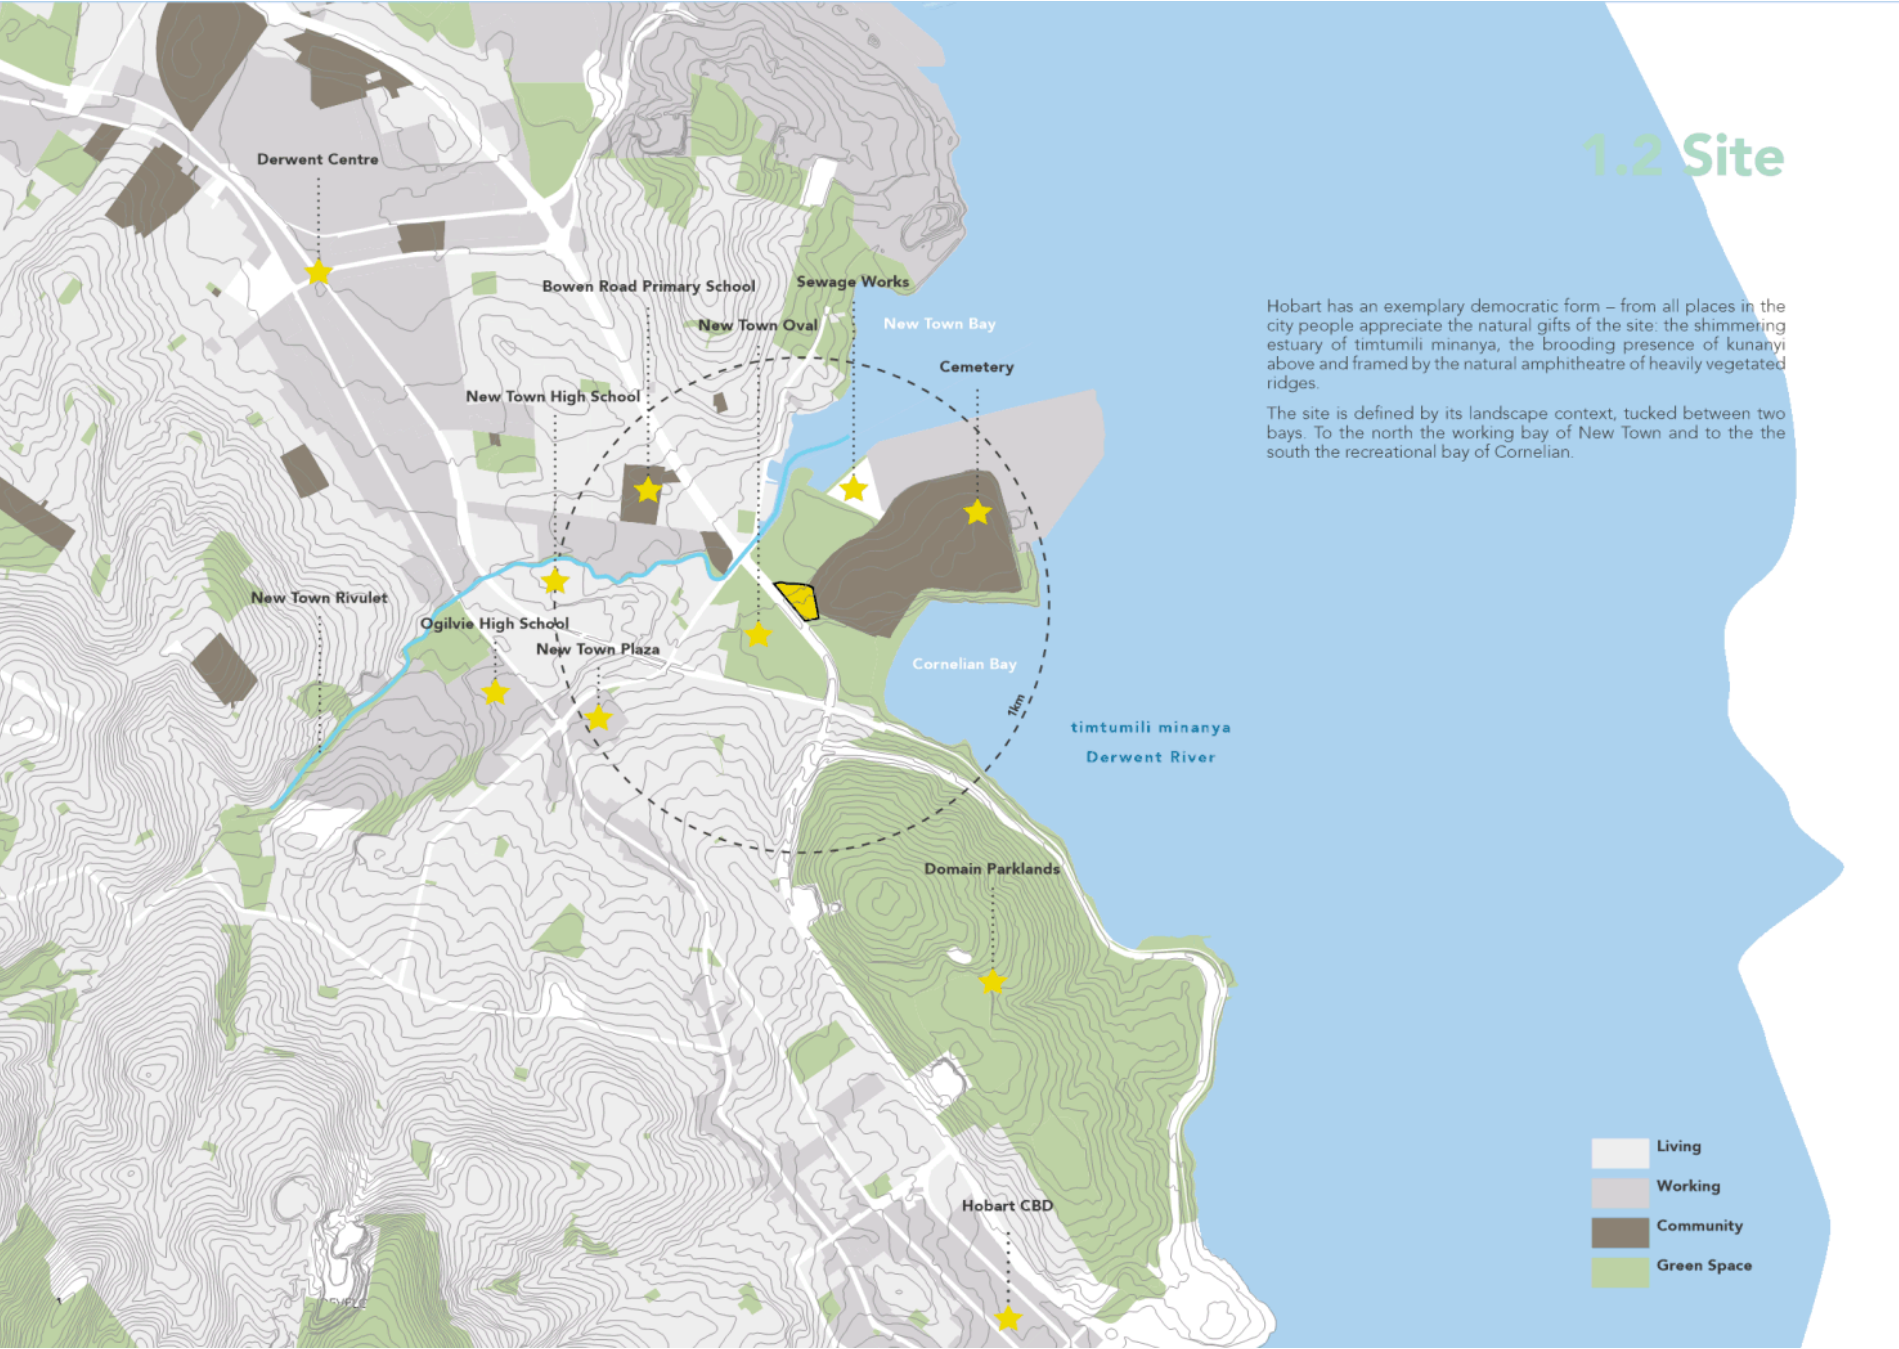 1.2 Site
Derwent Centre
Bowen Road Primary School
Sewage Works
New Town Oval
New Town Bay
Cemetery
New Town High School
Hobart has an exemplary democratic form – from all places in the
city people appreciate the natural gifts of the site: the shimmering
estuary of timtumili minanya, the brooding presence of kunanyi
above and framed by the natural amphitheatre of heavily vegetated
ridges.
The site is defined by its landscape context, tucked between two
bays. To the north the working bay of New Town and to the the
south the recreational bay of Cornelian.
New Town Rivulet
Ogilvie High School
New Town Plaza
Cornelian Bay
1km
timtumili minanya
Derwent River
Domain Parklands
Hobart CBD
Living
Working
Community
Green Space